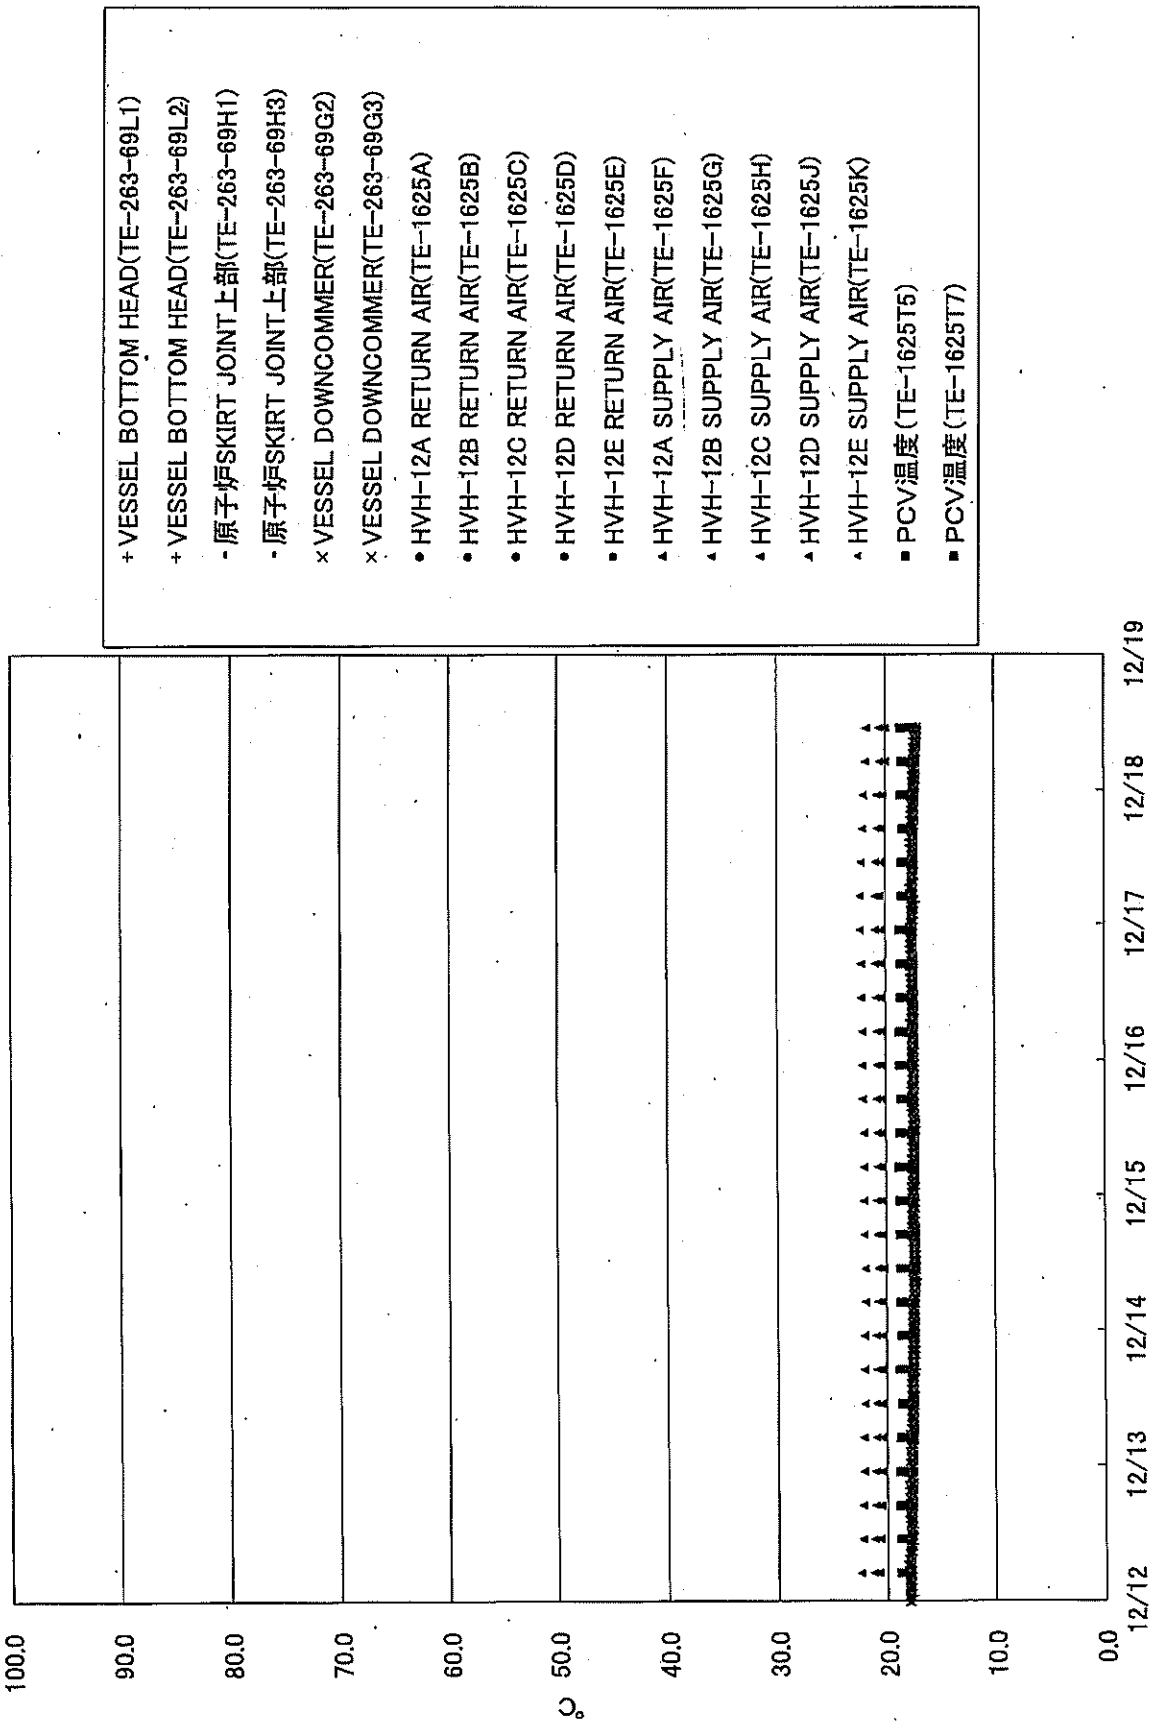 100.0
90.0
80.0
70.0
60.0
50.0
40.0
30.0
20.0
10.0
0.0
℃
12/12
12/13
12/14
12/15
12/16
12/17
12/18
12/19
+ VESSEL BOTTOM HEAD(TE-263-69L1)
+ VESSEL BOTTOM HEAD(TE-263-69L2)
- 原子炉SKIRT JOINT上部(TE-263-69H1)
- 原子炉SKIRT JOINT上部(TE-263-69H3)
× VESSEL DOWNCOMMER(TE-263-69G2)
× VESSEL DOWNCOMMER(TE-263-69G3)
● HVH-12A RETURN AIR(TE-1625A)
● HVH-12B RETURN AIR(TE-1625B)
● HVH-12C RETURN AIR(TE-1625C)
● HVH-12D RETURN AIR(TE-1625D)
● HVH-12E RETURN AIR(TE-1625E)
▲ HVH-12A SUPPLY AIR(TE-1625F)
▲ HVH-12B SUPPLY AIR(TE-1625G)
▲ HVH-12C SUPPLY AIR(TE-1625H)
▲ HVH-12D SUPPLY AIR(TE-1625J)
▲ HVH-12E SUPPLY AIR(TE-1625K)
■ PCV温度(TE-1625T5)
■ PCV温度(TE-1625T7)